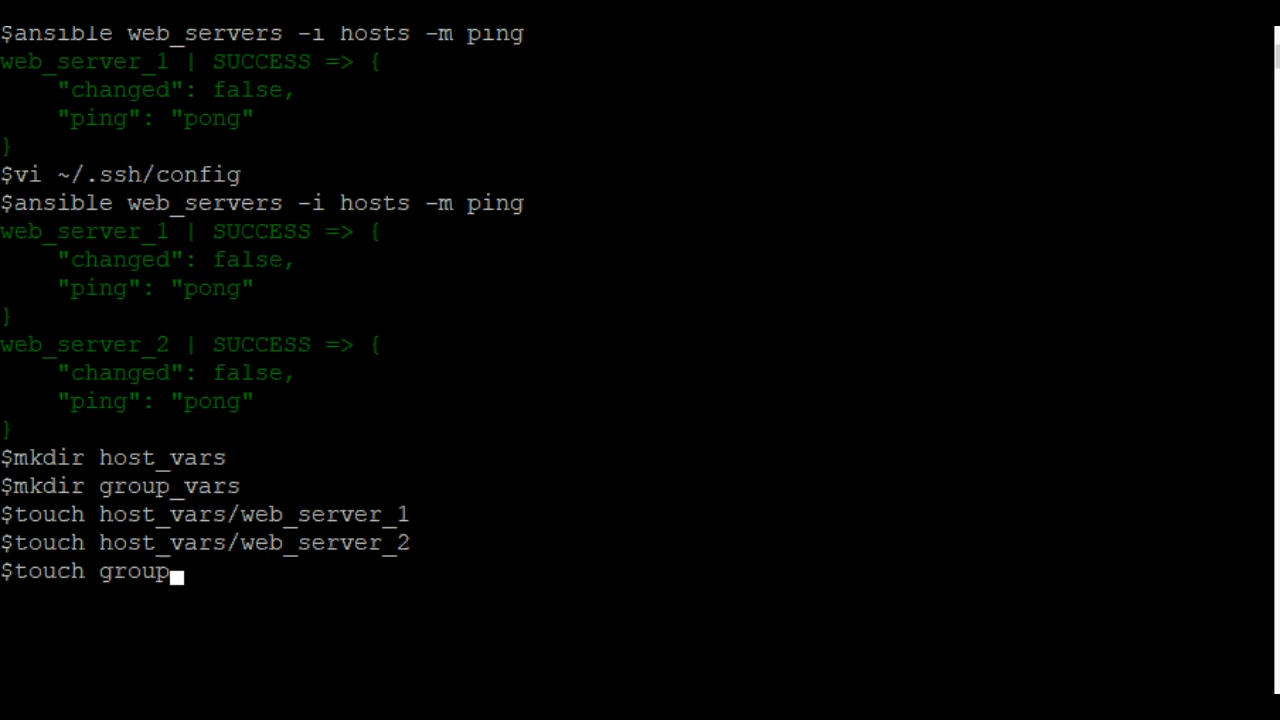 $ansible web_servers -i hosts -m ping
web_server_1 | SUCCESS => {
    "changed": false,
    "ping": "pong"
}
$vi ~/.ssh/config
$ansible web_servers -i hosts -m ping
web_server_1 | SUCCESS => {
    "changed": false,
    "ping": "pong"
}
web_server_2 | SUCCESS => {
    "changed": false,
    "ping": "pong"
}
$mkdir host_vars
$mkdir group_vars
$touch host_vars/web_server_1
$touch host_vars/web_server_2
$touch group